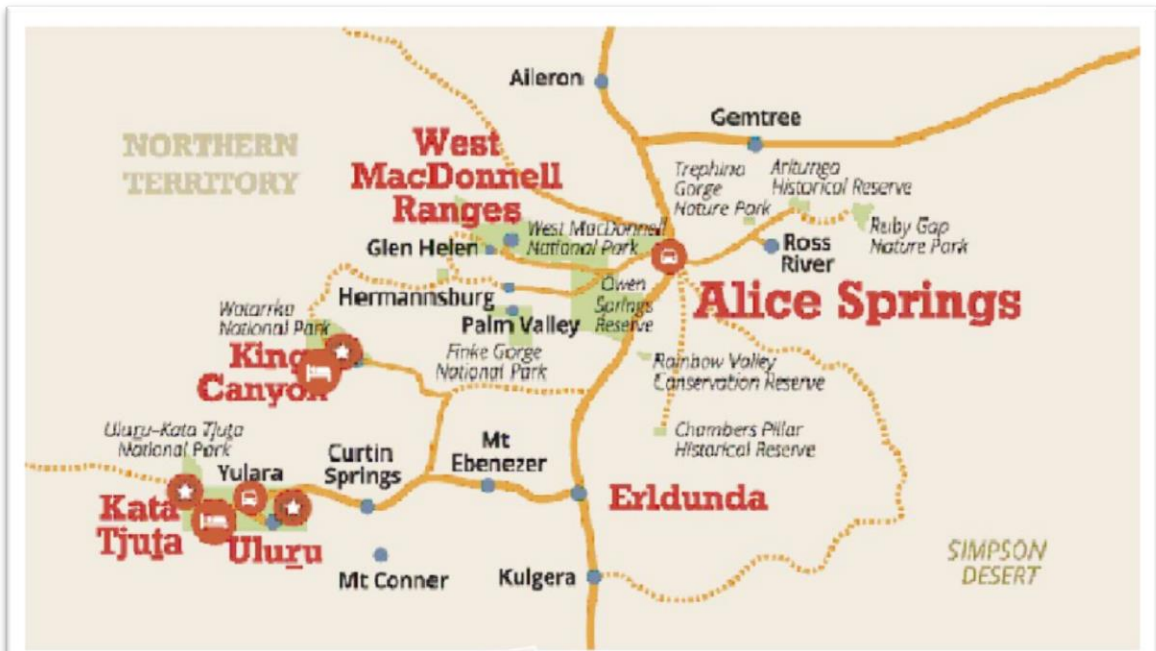 Aileron
Gemtree
NORTHERN
TERRITORY
West
MacDonnell
Ranges
Trephina
Gorge
Nature Park
Arltunga
Historical Reserve
West MacDonnell
National Park
Ruby Gap
Nature Park
Glen Helen
Ross
River
Hermannsburg
Owen
Springs
Reserve
Alice Springs
Watarrka
National Park
Palm Valley
Kings
Canyon
Finke Gorge
National Park
Rainbow Valley
Conservation Reserve
Uluru-Kata Tjuta
National Park
Chambers Pillar
Historical Reserve
Yulara
Curtin
Springs
Mt
Ebenezer
Erldunda
Kata
Tjuṯa
Uluṟu
Mt Conner
Kulgera
SIMPSON
DESERT